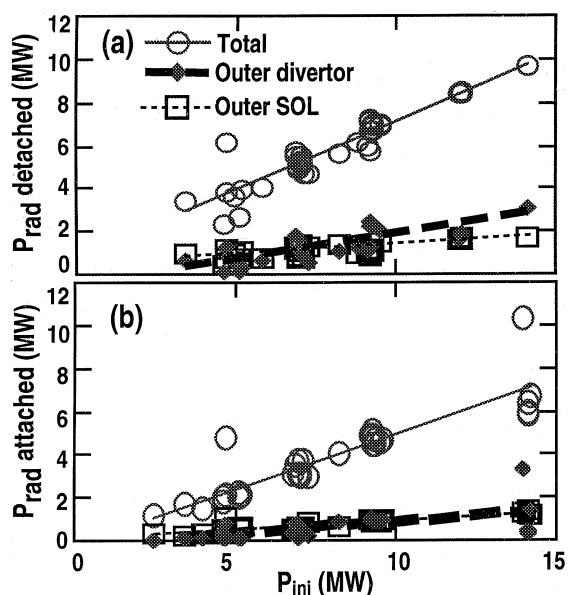 12
10
8
6
4
2
0
P_rad detached (MW)
(a)
Total
Outer divertor
Outer SOL
12
10
8
6
4
2
0
P_rad attached (MW)
(b)
0 5 10 15
P_inj (MW)